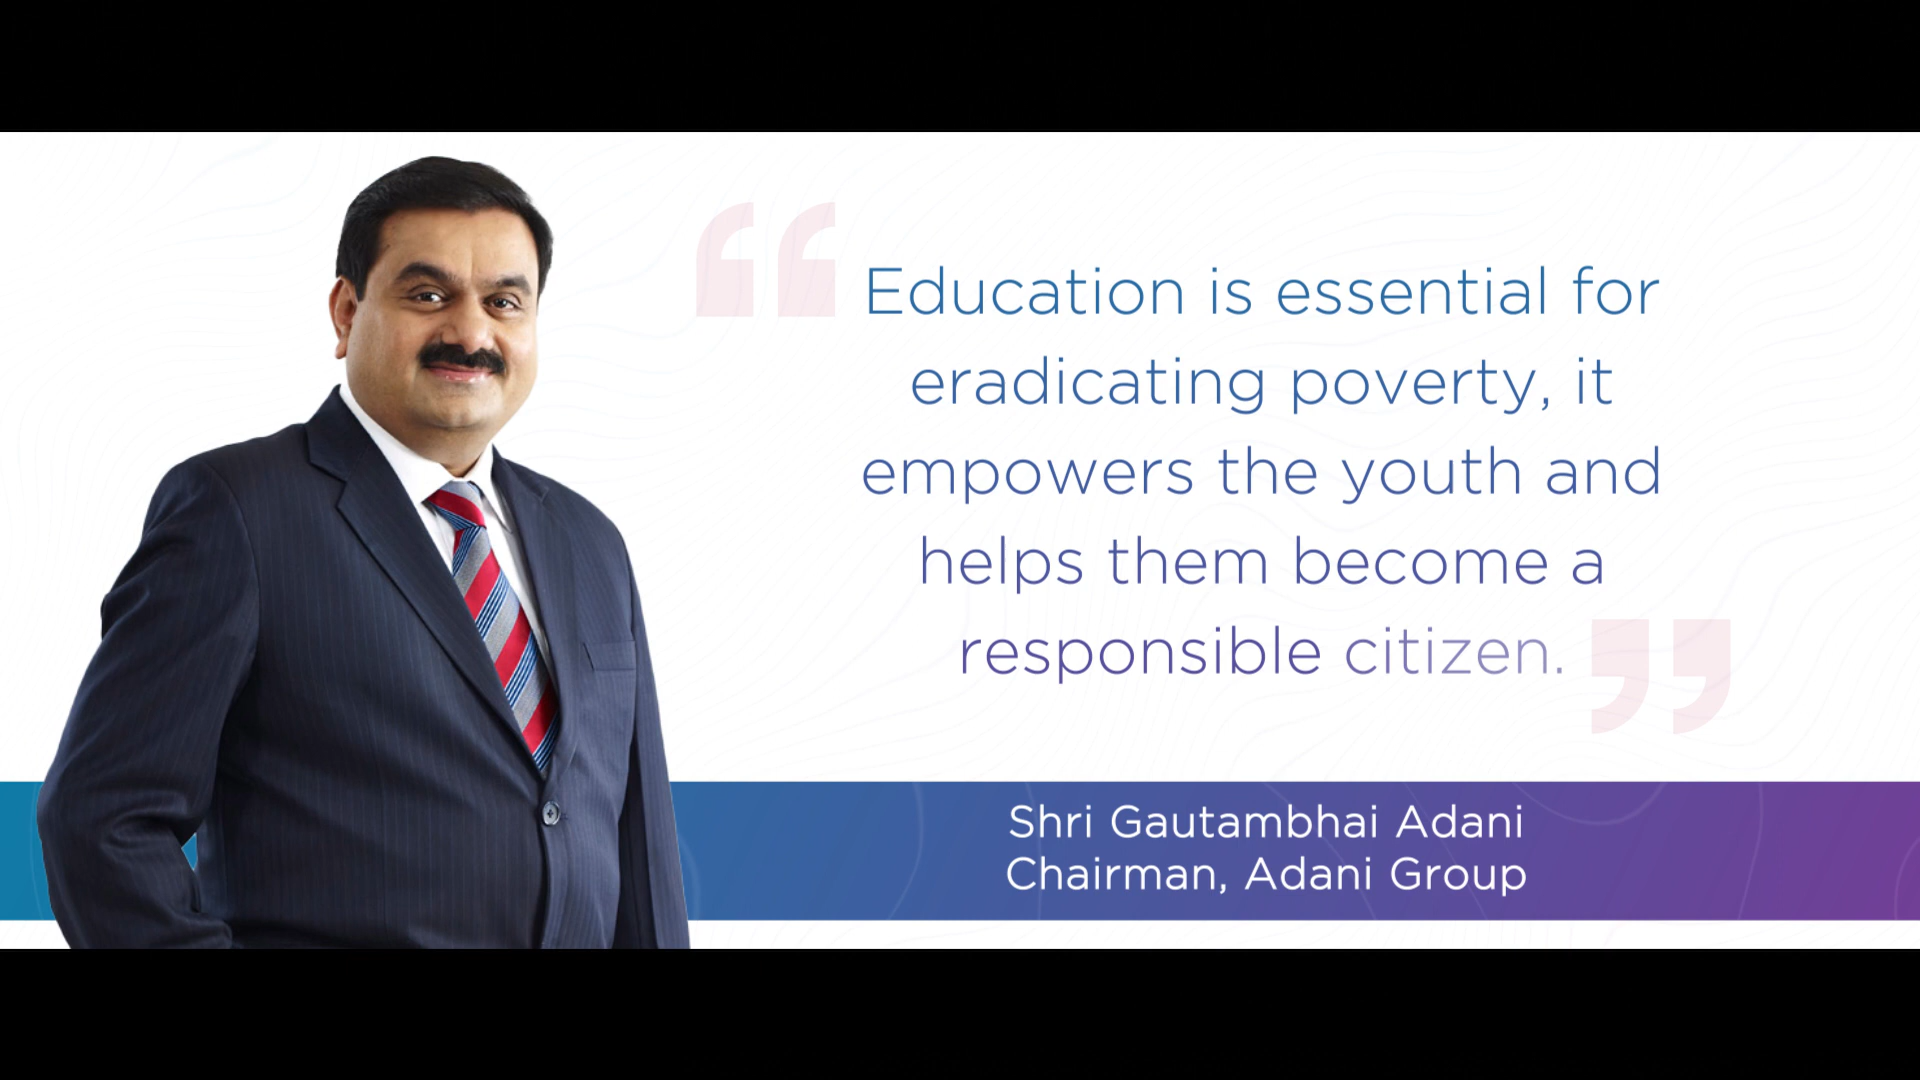 Education is essential for
eradicating poverty, it
empowers the youth and
helps them become a
responsible citizen.
Shri Gautambhai Adani
Chairman, Adani Group